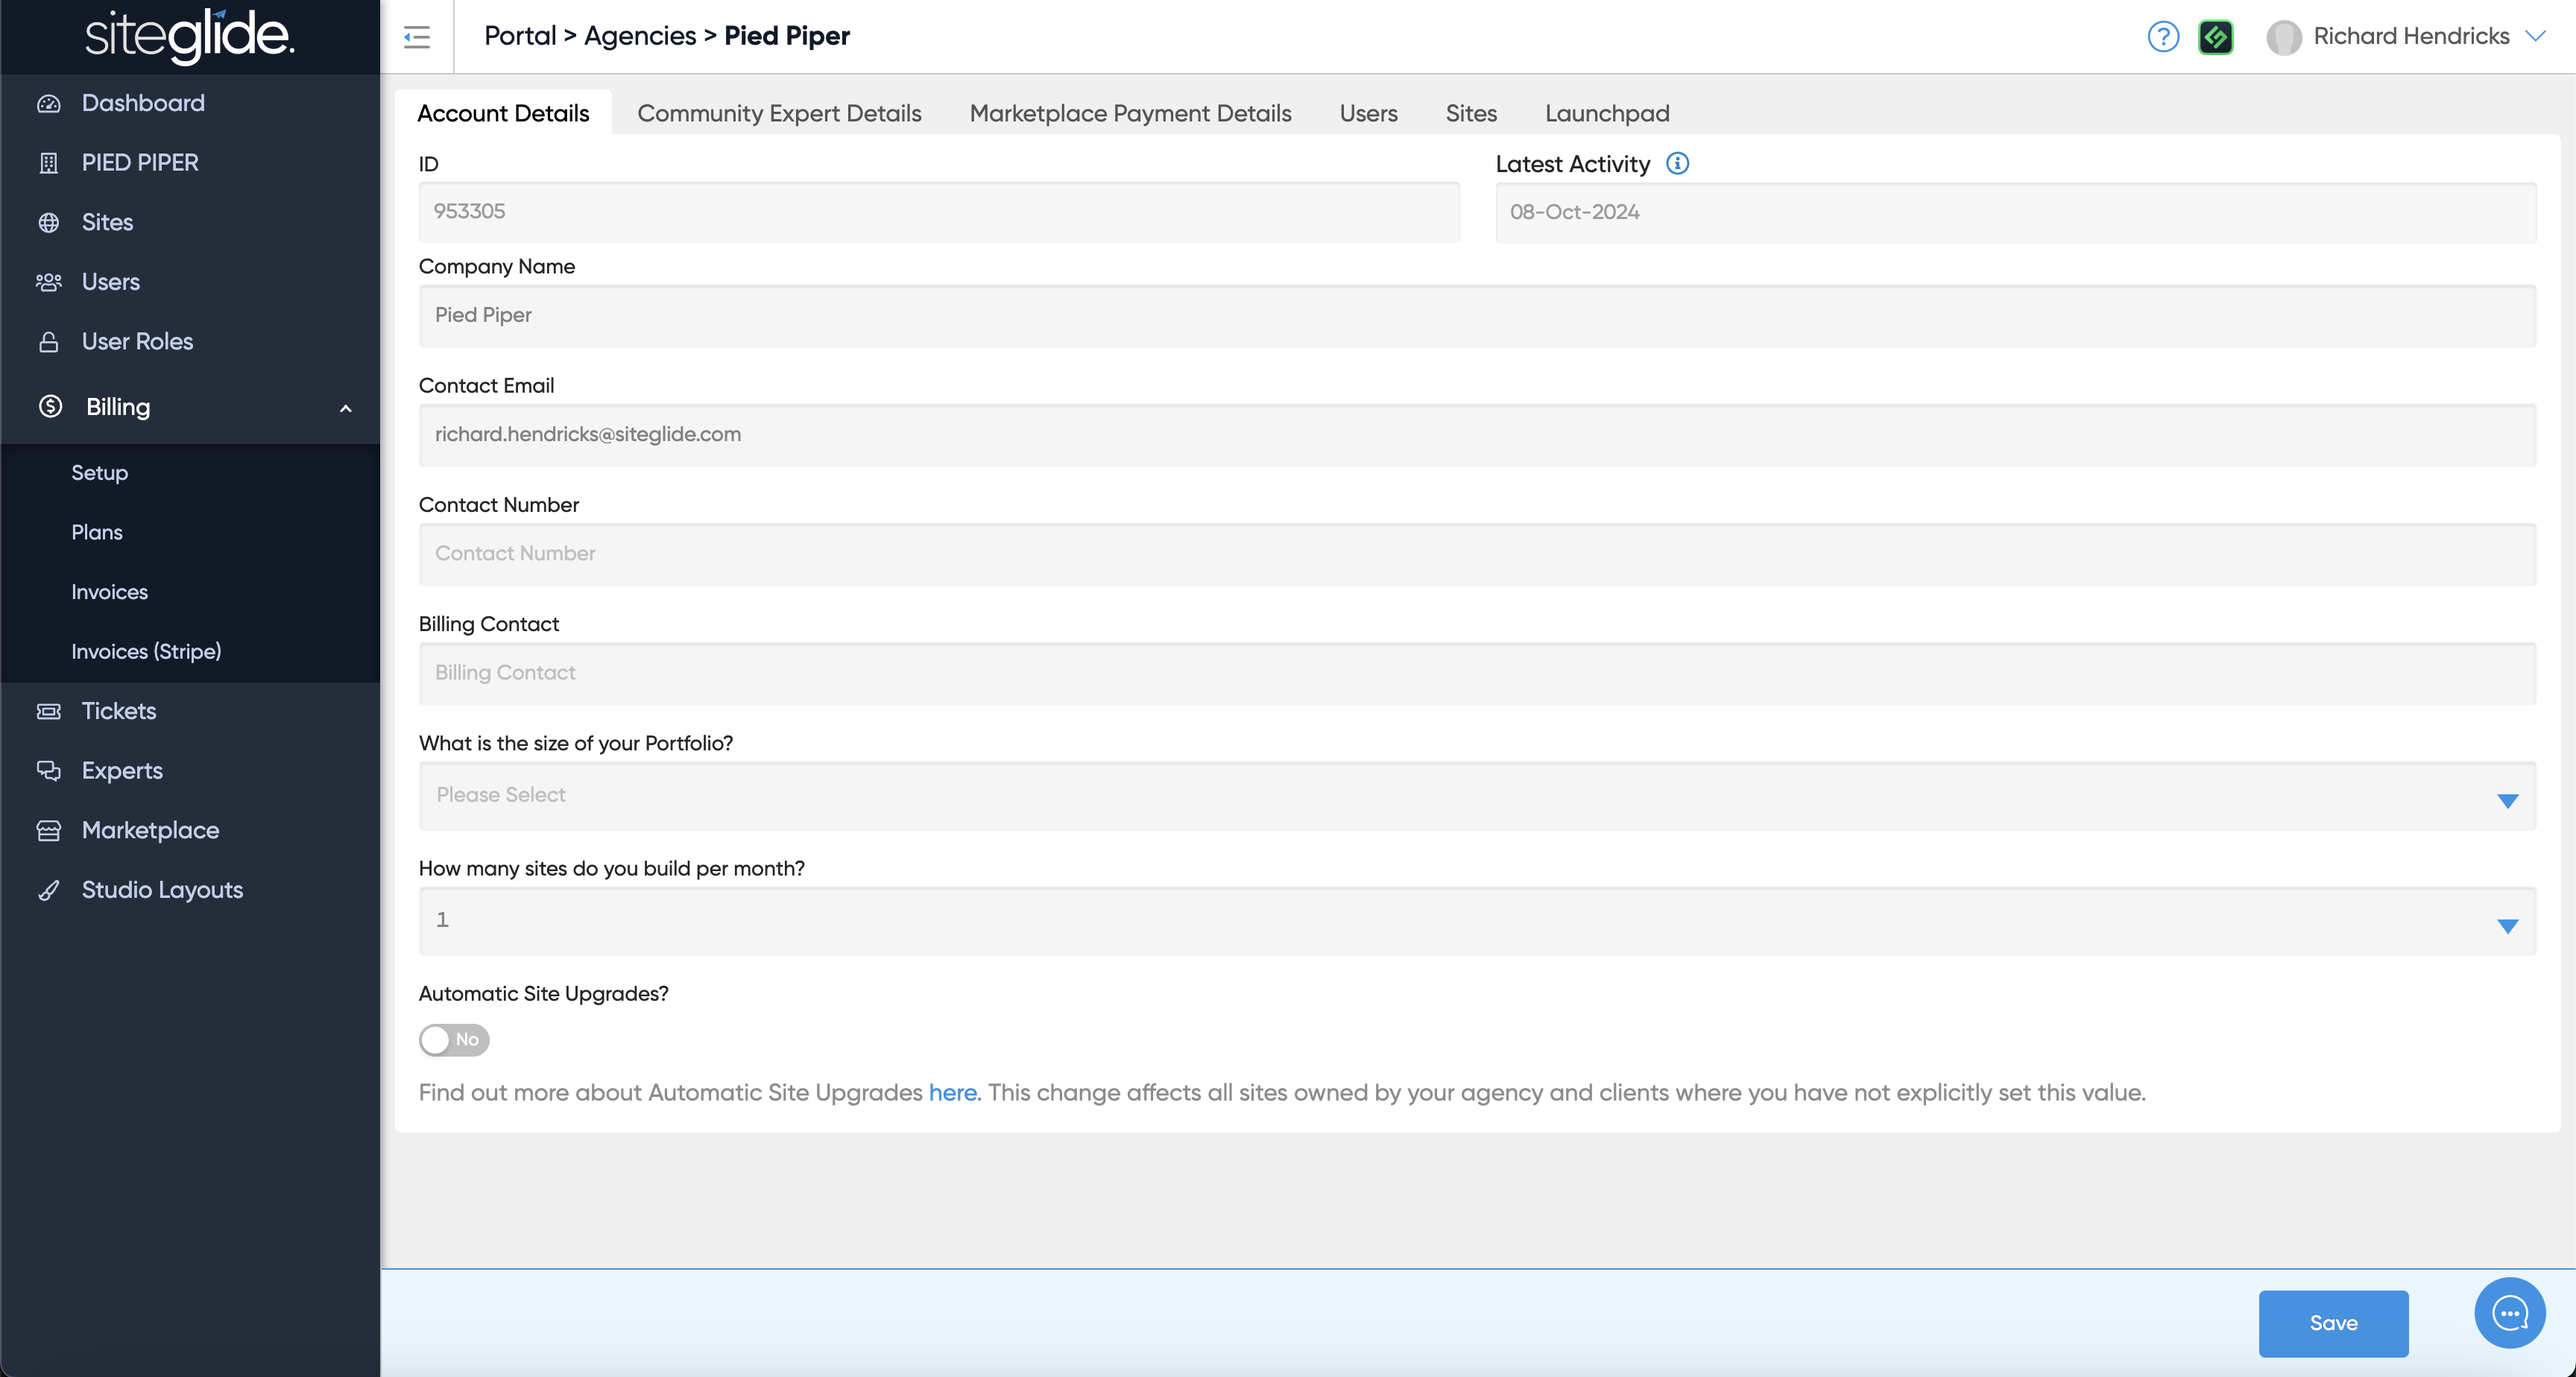 siteglide.
Portal > Agencies > Pied Piper
Richard Hendricks
Dashboard
PIED PIPER
Sites
Users
User Roles
Billing
Setup
Plans
Invoices
Invoices (Stripe)
Tickets
Experts
Marketplace
Studio Layouts
Account Details Community Expert Details Marketplace Payment Details Users Sites Launchpad
ID
953305
Latest Activity
08-Oct-2024
Company Name
Pied Piper
Contact Email
richard.hendricks@siteglide.com
Contact Number
Contact Number
Billing Contact
Billing Contact
What is the size of your Portfolio?
Please Select
How many sites do you build per month?
1
Automatic Site Upgrades?
No
Find out more about Automatic Site Upgrades here. This change affects all sites owned by your agency and clients where you have not explicitly set this value.
Save